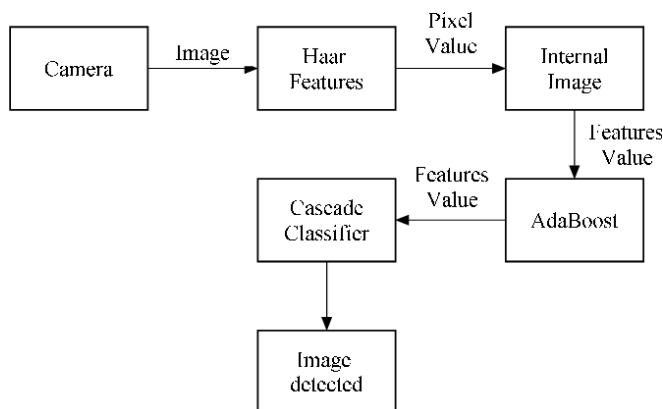 Camera
Image
Haar
Features
Pixel
Value
Internal
Image
Features
Value
AdaBoost
Features
Value
Cascade
Classifier
Image
detected